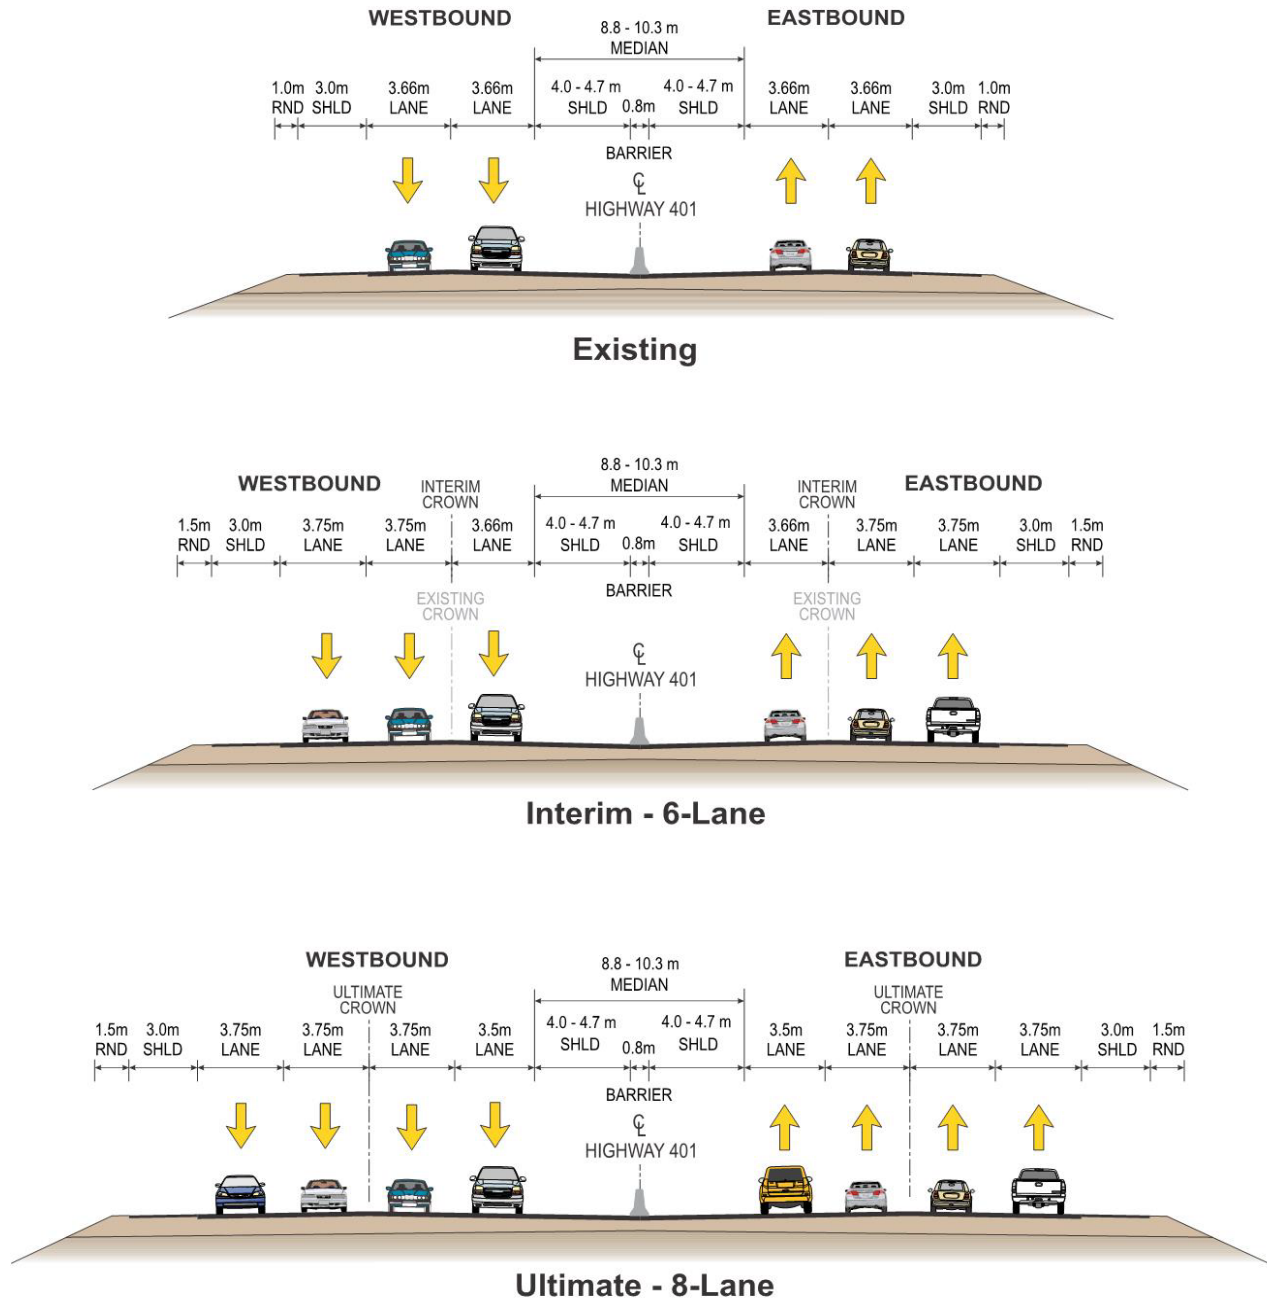 WESTBOUND
EASTBOUND
8.8 - 10.3 m
MEDIAN
1.0m 3.0m 3.66m 3.66m 4.0 - 4.7 m 4.0 - 4.7 m 3.66m 3.66m 3.0m 1.0m
RND SHLD LANE LANE SHLD 0.8m SHLD LANE LANE SHLD RND
BARRIER
℄
HIGHWAY 401
Existing
8.8 - 10.3 m
MEDIAN
WESTBOUND
INTERIM
CROWN
INTERIM
CROWN
EASTBOUND
1.5m 3.0m 3.75m 3.75m 3.66m 4.0 - 4.7 m 4.0 - 4.7 m 3.66m 3.75m 3.75m 3.0m 1.5m
RND SHLD LANE LANE LANE SHLD 0.8m SHLD LANE LANE LANE SHLD RND
BARRIER
EXISTING
CROWN
EXISTING
CROWN
℄
HIGHWAY 401
Interim - 6-Lane
WESTBOUND
EASTBOUND
8.8 - 10.3 m
MEDIAN
ULTIMATE
CROWN
ULTIMATE
CROWN
1.5m 3.0m 3.75m 3.75m 3.75m 3.5m 4.0 - 4.7 m 4.0 - 4.7 m 3.5m 3.75m 3.75m 3.75m 3.0m 1.5m
RND SHLD LANE LANE LANE LANE SHLD 0.8m SHLD LANE LANE LANE LANE SHLD RND
BARRIER
℄
HIGHWAY 401
Ultimate - 8-Lane